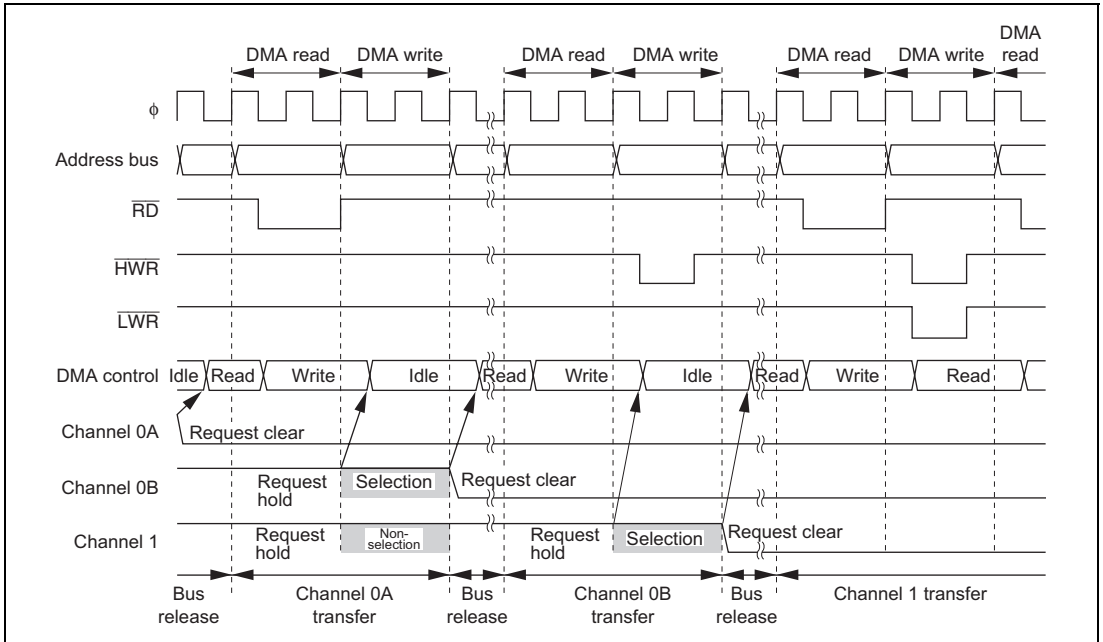 DMA read DMA write DMA read DMA write DMA read DMA write DMA read
φ
Address bus
RD
HWR
LWR
DMA control Idle Read Write Idle Read Write Idle Read Write Read
Channel 0A Request clear
Channel 0B Request hold Selection Request clear
Channel 1 Request hold Non-selection Request hold Selection Request clear
Bus release Channel 0A transfer Bus release Channel 0B transfer Bus release Channel 1 transfer